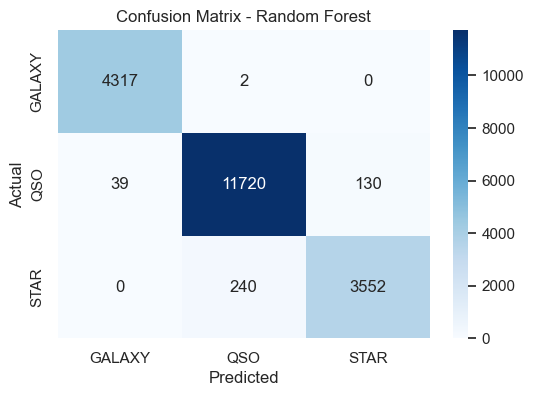 Confusion Matrix - Random Forest
Actual
GALAXY 4317 2 0
QSO 39 11720 130
STAR 0 240 3552
GALAXY QSO STAR
Predicted
10000
8000
6000
4000
2000
0